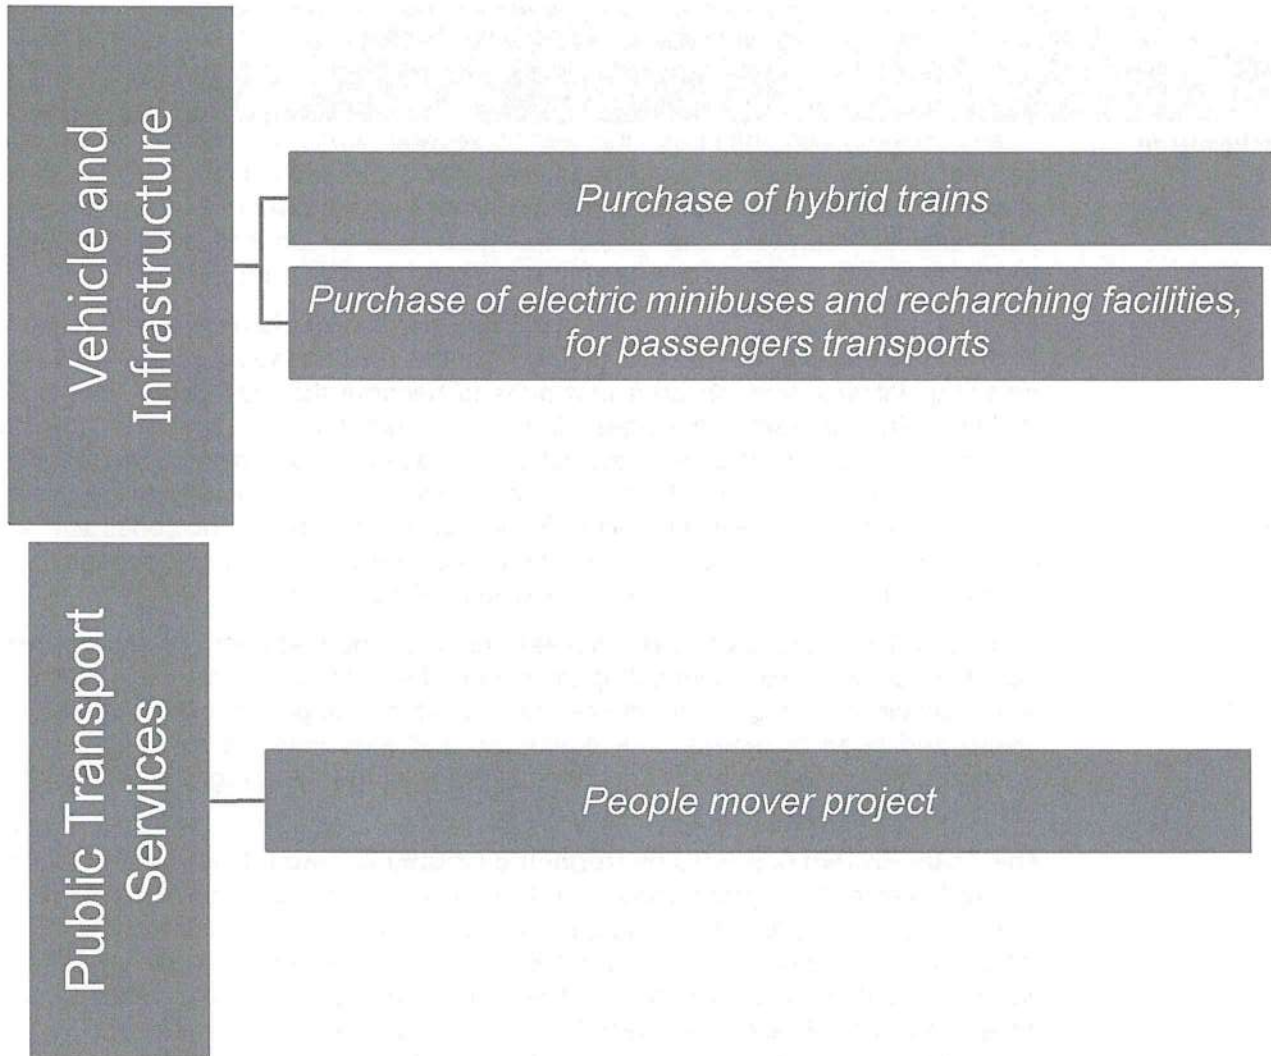 Vehicle and
Infrastructure
Purchase of hybrid trains
Purchase of electric minibuses and recharching facilities,
for passengers transports
Public Transport
Services
People mover project